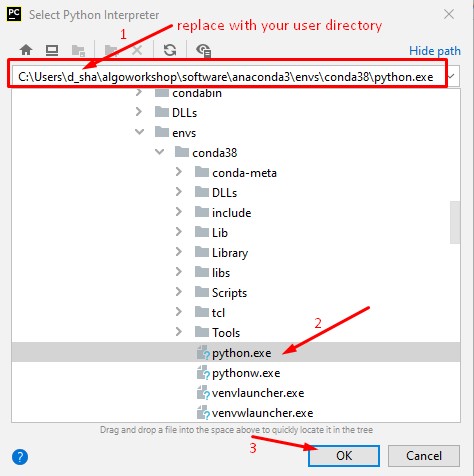 PC Select Python Interpreter
1 replace with your user directory
Hide path
C:\Users\d_sha\algoworkshop\software\anaconda3\envs\conda38\python.exe
condabin
DLLs
envs
conda38
conda-meta
DLLs
include
Lib
Library
libs
Scripts
tcl
Tools
2
python.exe
pythonw.exe
venvlauncher.exe
venvwlauncher.exe
Drag and drop a file into the space above to quickly locate it in the tree
3
? OK Cancel